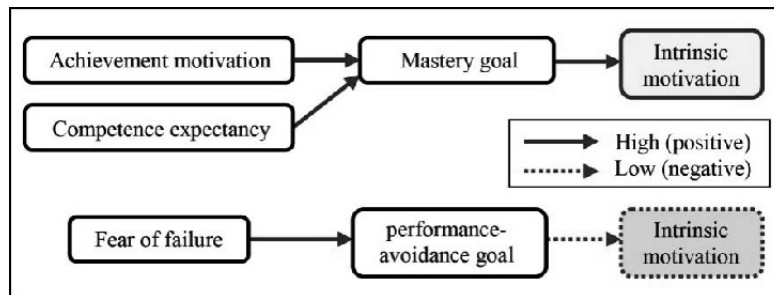 Achievement motivation
Mastery goal
Intrinsic
motivation
Competence expectancy
High (positive)
Low (negative)
Fear of failure
performance-
avoidance goal
Intrinsic
motivation